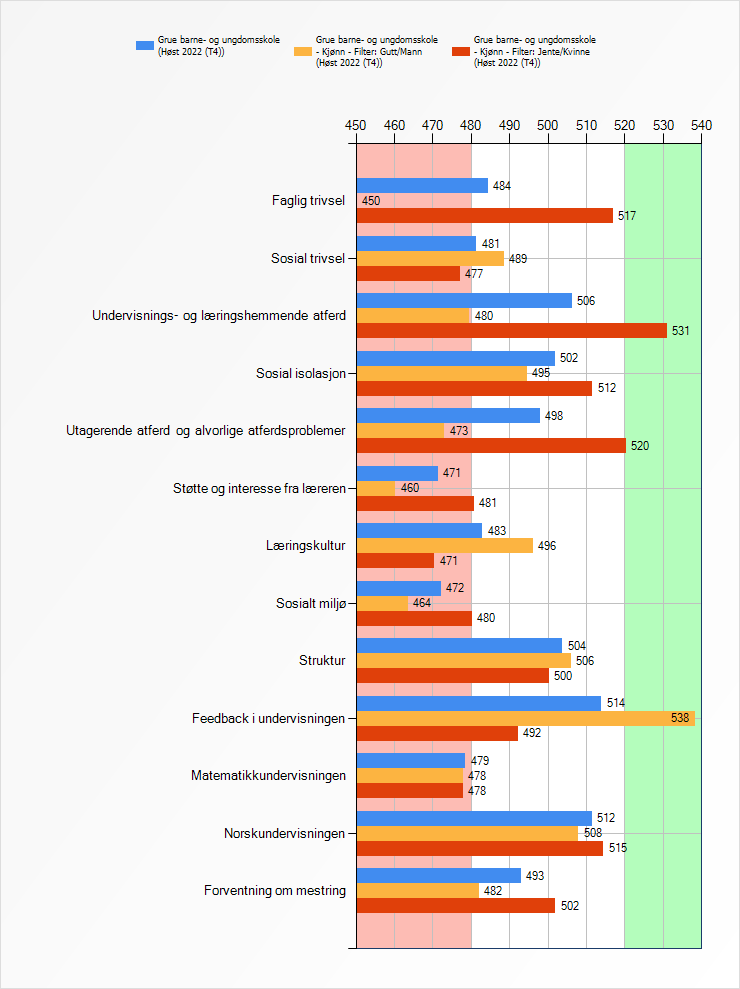 Grue barne- og ungdomsskole
(Høst 2022 (T4))
Grue barne- og ungdomsskole
- Kjønn - Filter: Gutt/Mann
(Høst 2022 (T4))
Grue barne- og ungdomsskole
- Kjønn - Filter: Jente/Kvinne
(Høst 2022 (T4))
450 460 470 480 490 500 510 520 530 540
484
Faglig trivsel 450
517
481
Sosial trivsel 489
477
506
Undervisnings- og læringshemmende atferd 480
531
502
Sosial isolasjon 495
512
498
Utagerende atferd og alvorlige atferdsproblemer 473
520
471
Støtte og interesse fra læreren 460
481
483
Læringskultur 496
471
472
Sosialt miljø 464
480
504
Struktur 506
500
514
Feedback i undervisningen 538
492
479
Matematikkundervisningen 478
478
512
Norskundervisningen 508
515
493
Forventning om mestring 482
502